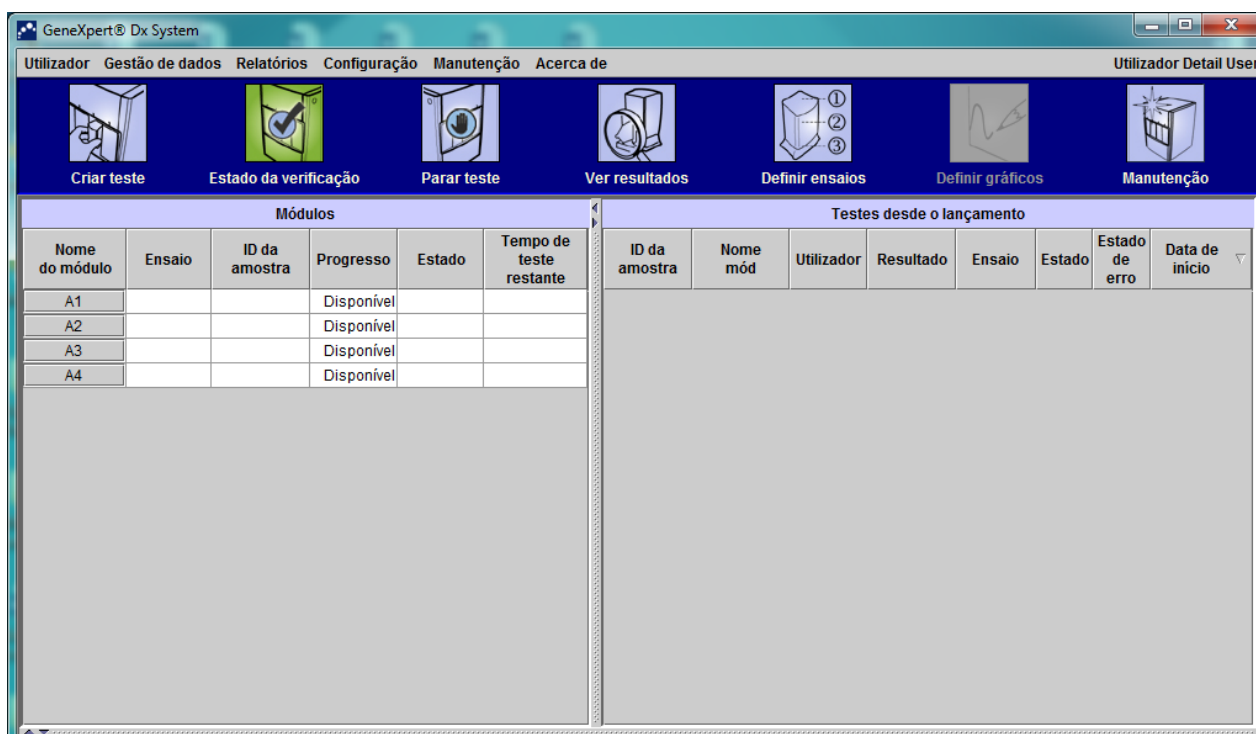 GeneXpert® Dx System
Utilizador Gestão de dados Relatórios Configuração Manutenção Acerca de Utilizador Detail User
① ② ③
Criar teste Estado da verificação Parar teste Ver resultados Definir ensaios Definir gráficos Manutenção
Módulos
Nome do módulo Ensaio ID da amostra Progresso Estado Tempo de teste restante
A1 Disponível
A2 Disponível
A3 Disponível
A4 Disponível
Testes desde o lançamento
ID da amostra Nome mód Utilizador Resultado Ensaio Estado Estado de erro Data de início